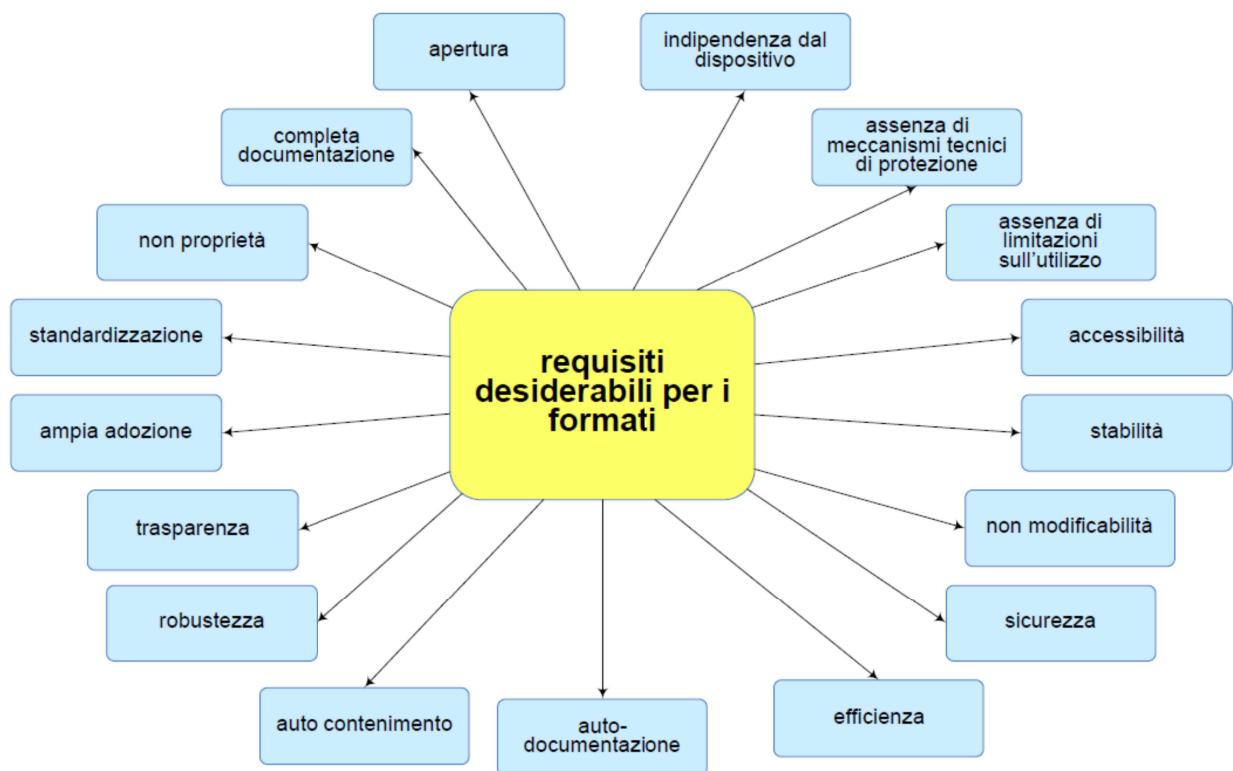 apertura
indipendenza dal
dispositivo
completa
documentazione
assenza di
meccanismi tecnici
di protezione
non proprietà
assenza di
limitazioni
sull'utilizzo
standardizzazione
requisiti
desiderabili per i
formati
accessibilità
ampia adozione
stabilità
trasparenza
non modificabilità
robustezza
sicurezza
auto contenimento
auto-
documentazione
efficienza